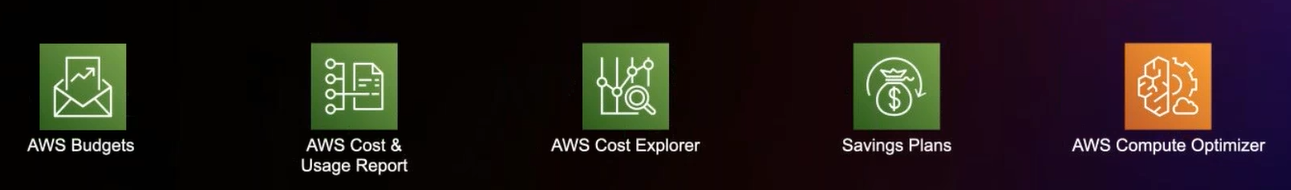 AWS Budgets
AWS Cost &
Usage Report
AWS Cost Explorer
Savings Plans
AWS Compute Optimizer